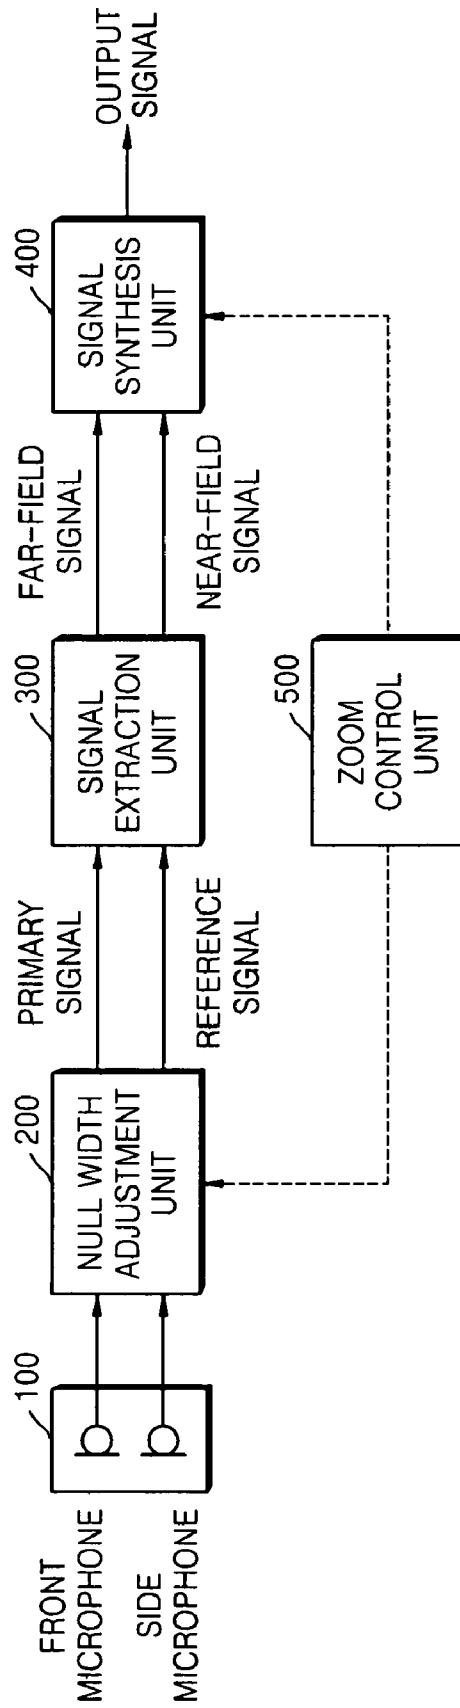 FRONT
MICROPHONE
SIDE
MICROPHONE
100
200
NULL WIDTH
ADJUSTMENT
UNIT
PRIMARY
SIGNAL
REFERENCE
SIGNAL
300
SIGNAL
EXTRACTION
UNIT
FAR-FIELD
SIGNAL
NEAR-FIELD
SIGNAL
400
SIGNAL
SYNTHESIS
UNIT
OUTPUT
SIGNAL
500
ZOOM
CONTROL
UNIT